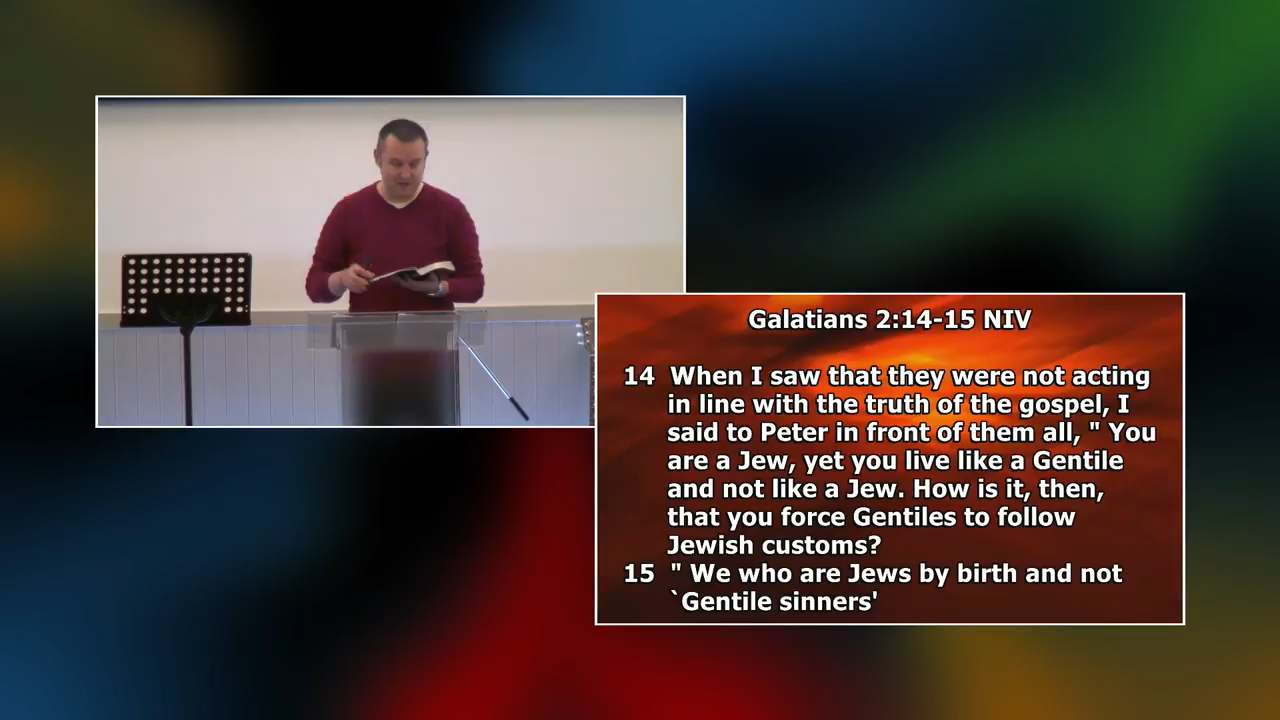 Galatians 2:14-15 NIV
14 When I saw that they were not acting
in line with the truth of the gospel, I
said to Peter in front of them all, " You
are a Jew, yet you live like a Gentile
and not like a Jew. How is it, then,
that you force Gentiles to follow
Jewish customs?
15 " We who are Jews by birth and not
`Gentile sinners'